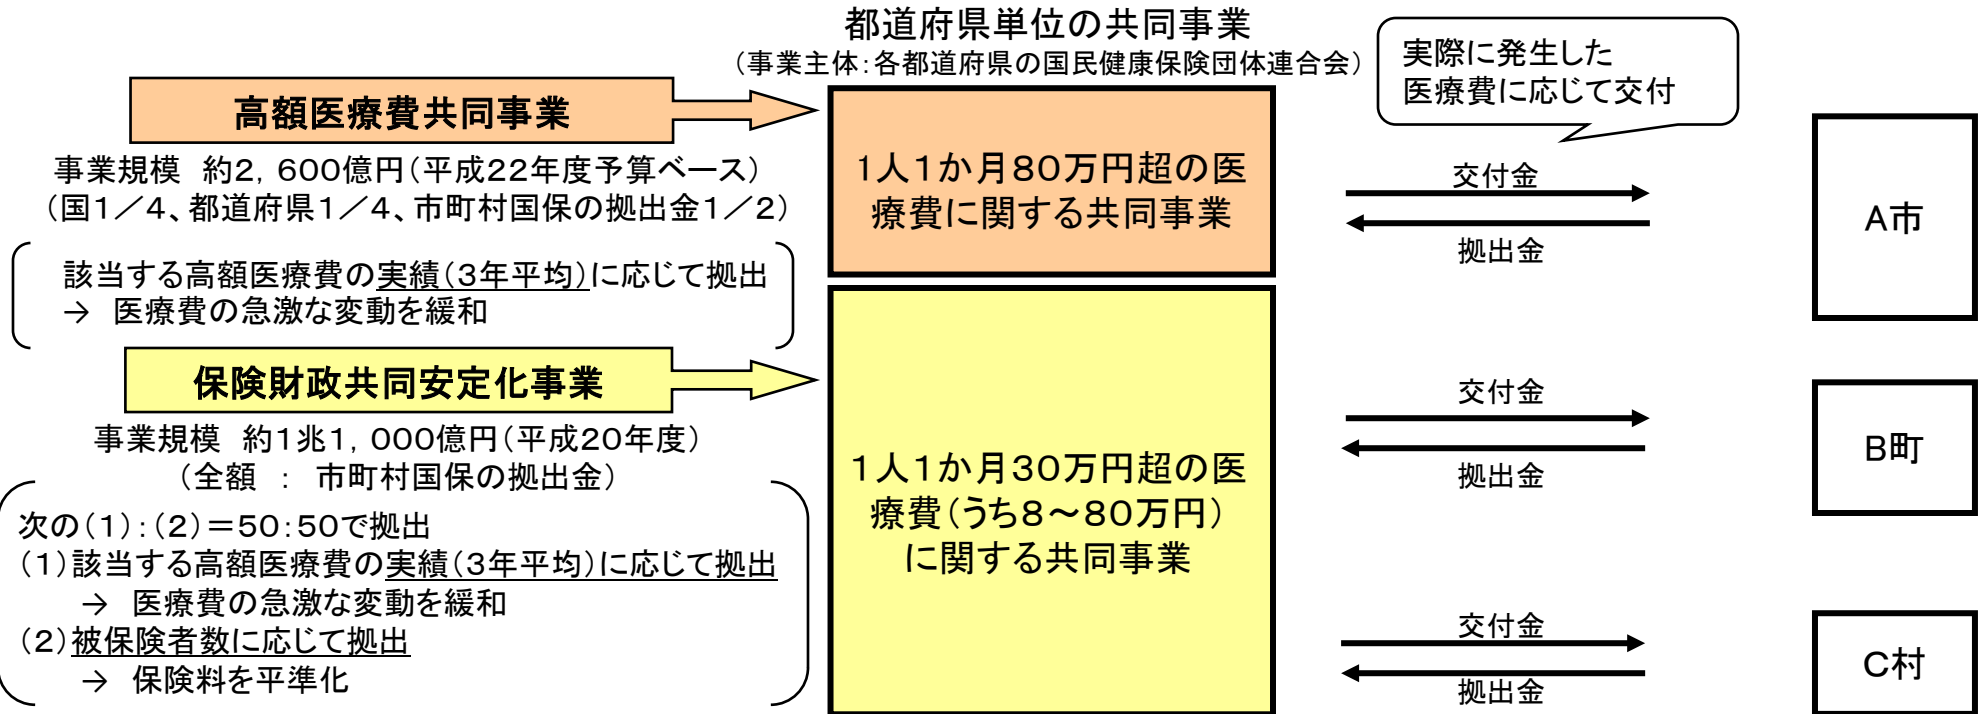 都道府県単位の共同事業
（事業主体：各都道府県の国民健康保険団体連合会）
実際に発生した
医療費に応じて交付
高額医療費共同事業
事業規模 約２，６００億円（平成２２年度予算ベース）
（国１／４、都道府県１／４、市町村国保の拠出金１／２）
該当する高額医療費の実績（３年平均）に応じて拠出
→ 医療費の急激な変動を緩和
保険財政共同安定化事業
事業規模 約１兆１，０００億円（平成２０年度）
（全額 ： 市町村国保の拠出金）
次の（１）：（２）＝５０：５０で拠出
（１）該当する高額医療費の実績（３年平均）に応じて拠出
→ 医療費の急激な変動を緩和
（２）被保険者数に応じて拠出
→ 保険料を平準化
１人１か月８０万円超の医
療費に関する共同事業
１人１か月３０万円超の医
療費（うち８～８０万円）
に関する共同事業
交付金
拠出金
A市
交付金
拠出金
B町
交付金
拠出金
C村